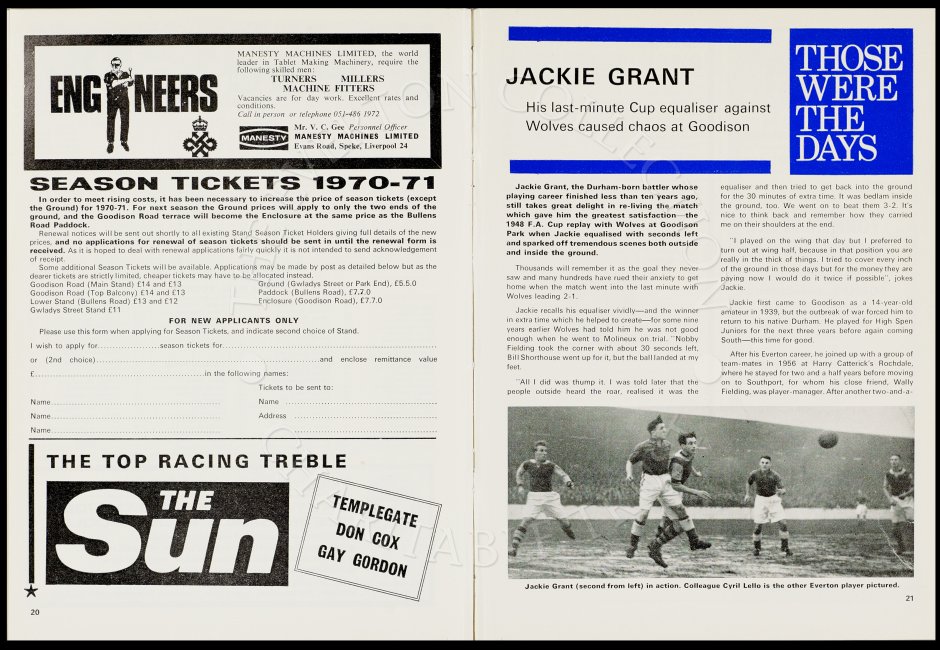 ENGINEERS
MANESTY MACHINES LIMITED, the world
leader in Tablet Making Machinery, require the
following skilled men:
TURNERS MILLERS
MACHINE FITTERS
Vacancies are for day work. Excellent rates and
conditions.
Call in person or telephone 051-486 1972
MANESTY
Mr. V. C. Gee Personnel Officer
MANESTY MACHINES LIMITED
Evans Road, Speke, Liverpool 24
SEASON TICKETS 1970-71
In order to meet rising costs, it has been necessary to increase the price of season tickets (except
the Ground) for 1970-71. For next season the Ground prices will apply to only the two ends of the
ground, and the Goodison Road terrace will become the Enclosure at the same price as the Bullens
Road Paddock.
Renewal notices will be sent out shortly to all existing Stand Season Ticket Holders giving full details of the new
prices, and no applications for renewal of season tickets should be sent in until the renewal form is
received. As it is hoped to deal with renewal applications fairly quickly it is not intended to send acknowledgement
of receipt.
Some additional Season Tickets will be available. Applications may be made by post as detailed below but as the
dearer tickets are strictly limited, cheaper tickets may have to be allocated instead.
Goodison Road (Main Stand) £14 and £13
Goodison Road (Top Balcony) £14 and £13
Lower Stand (Bullens Road) £13 and £12
Gwladys Street Stand £11
Ground (Gwladys Street or Park End), £5.5.0
Paddock (Bullens Road), £7.7.0
Enclosure (Goodison Road), £7.7.0
FOR NEW APPLICANTS ONLY
Please use this form when applying for Season Tickets, and indicate second choice of Stand.
I wish to apply for season tickets for
or (2nd choice) and enclose remittance value
£ in the following names:
Tickets to be sent to:
Name Name
Name Address
Name
THE TOP RACING TREBLE
THE
Sun
TEMPLEGATE
DON COX
GAY GORDON
20
JACKIE GRANT
His last-minute Cup equaliser against
Wolves caused chaos at Goodison
THOSE
WERE
THE
DAYS
Jackie Grant, the Durham-born battler whose
playing career finished less than ten years ago,
still takes great delight in re-living the match
which gave him the greatest satisfaction—the
1948 F.A. Cup replay with Wolves at Goodison
Park when Jackie equalised with seconds left
and sparked off tremendous scenes both outside
and inside the ground.
Thousands will remember it as the goal they never
saw and many hundreds have rued their anxiety to get
home when the match went into the last minute with
Wolves leading 2-1.
Jackie recalls his equaliser vividly—and the winner
in extra time which he helped to create—for some nine
years earlier Wolves had told him he was not good
enough when he went to Molineux on trial. "Nobby
Fielding took the corner with about 30 seconds left,
Bill Shorthouse went up for it, but the ball landed at my
feet.
"All I did was thump it. I was told later that the
people outside heard the roar, realised it was the
equaliser and then tried to get back into the ground
for the 30 minutes of extra time. It was bedlam inside
the ground, too. We went on to beat them 3-2. It's
nice to think back and remember how they carried
me on their shoulders at the end.
"I played on the wing that day but I preferred to
turn out at wing half, because in that position you are
really in the thick of things. I tried to cover every inch
of the ground in those days but for the money they are
paying now I would do it twice if possible", jokes
Jackie.
Jackie first came to Goodison as a 14-year-old
amateur in 1939, but the outbreak of war forced him to
return to his native Durham. He played for High Spen
Juniors for the next three years before again coming
South—this time for good.
After his Everton career, he joined up with a group of
team-mates in 1956 at Harry Catterick's Rochdale,
where he stayed for two and a half years before moving
on to Southport, for whom his close friend, Wally
Fielding, was player-manager. After another two-and-a-
Jackie Grant (second from left) in action. Colleague Cyril Lello is the other Everton player pictured.
21